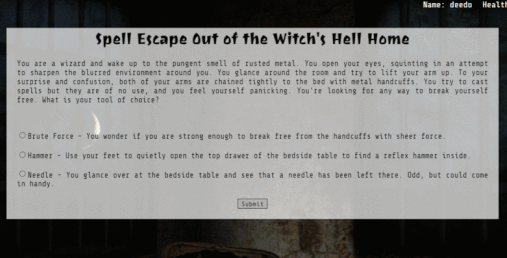 Name: deedo Health
Spell Escape Out of the Witch's Hell Home
You are a wizard and wake up to the pungent smell of rusted metal. You open your eyes, squinting in an attempt
to sharpen the blurred environment around you. You glance around the room and try to lift your arm up. To your
surprise and confusion, both of your arms are chained tightly to the bed with metal handcuffs. You try to cast
spells but they are of no use, and you feel yourself panicking. You're looking for any way to break yourself
free. What is your tool of choice?
Brute Force - You wonder if you are strong enough to break free from the handcuffs with sheer force.
Hammer - Use your feet to quietly open the top drawer of the bedside table to find a reflex hammer inside.
Needle - You glance over at the bedside table and see that a needle has been left there. Odd, but could come
in handy.
Submit